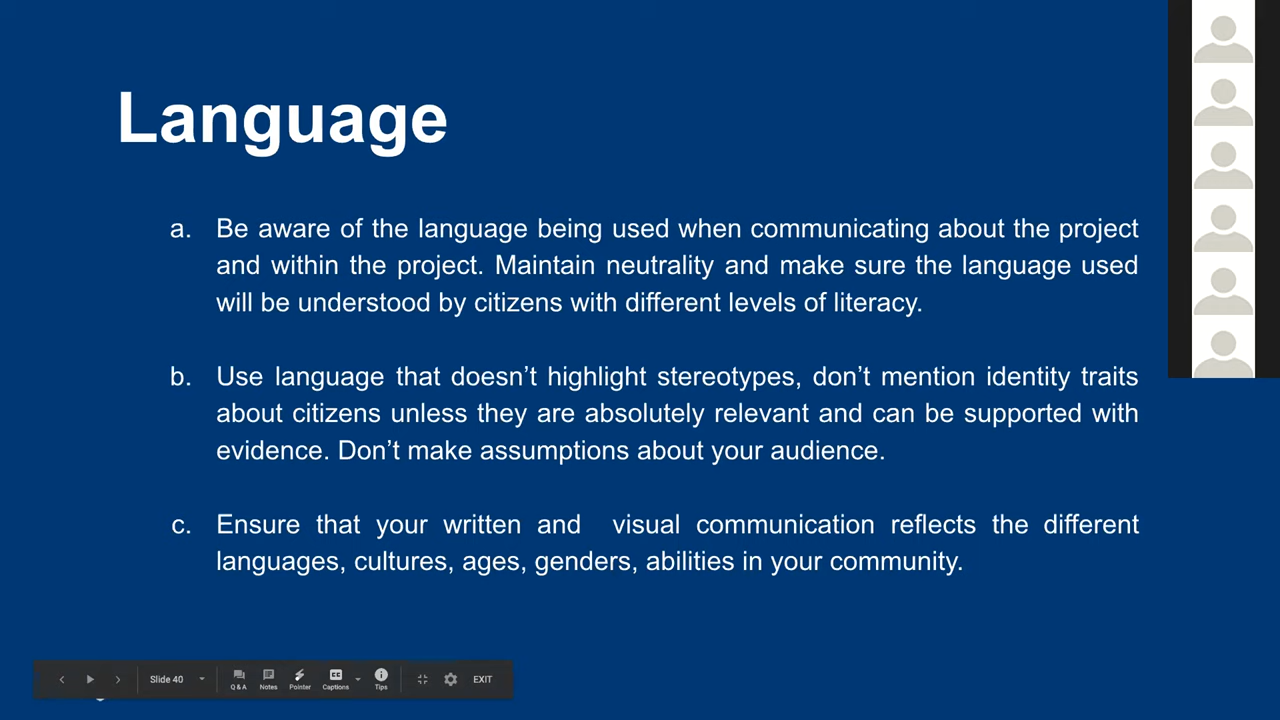 Language
a. Be aware of the language being used when communicating about the project
and within the project. Maintain neutrality and make sure the language used
will be understood by citizens with different levels of literacy.
b. Use language that doesn’t highlight stereotypes, don’t mention identity traits
about citizens unless they are absolutely relevant and can be supported with
evidence. Don’t make assumptions about your audience.
c. Ensure that your written and visual communication reflects the different
languages, cultures, ages, genders, abilities in your community.
Slide 40 Q & A Notes Pointer Captions Tips EXIT